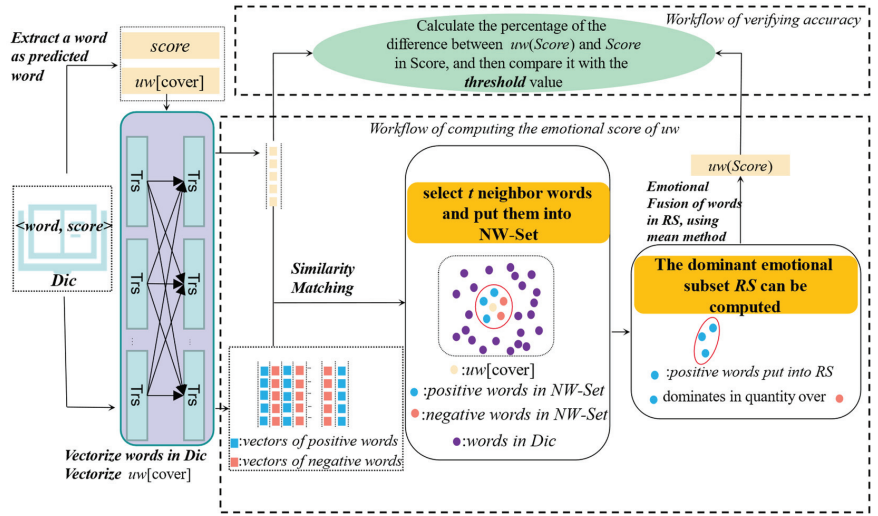 Extract a word
as predicted
word
score
uw[cover]
Calculate the percentage of the
difference between uw(Score) and Score
in Score, and then compare it with the
threshold value
Workflow of verifying accuracy
Workflow of computing the emotional score of uw
Trs
Trs
Trs
Trs
...
...
Trs
Trs
<word, score>
Dic
Vectorize words in Dic
Vectorize uw[cover]
Similarity
Matching
:vectors of positive words
:vectors of negative words
select t neighbor words
and put them into
NW-Set
:uw[cover]
:positive words in NW-Set
:negative words in NW-Set
:words in Dic
uw(Score)
Emotional
Fusion of words
in RS, using
mean method
The dominant emotional
subset RS can be
computed
:positive words put into RS
dominates in quantity over